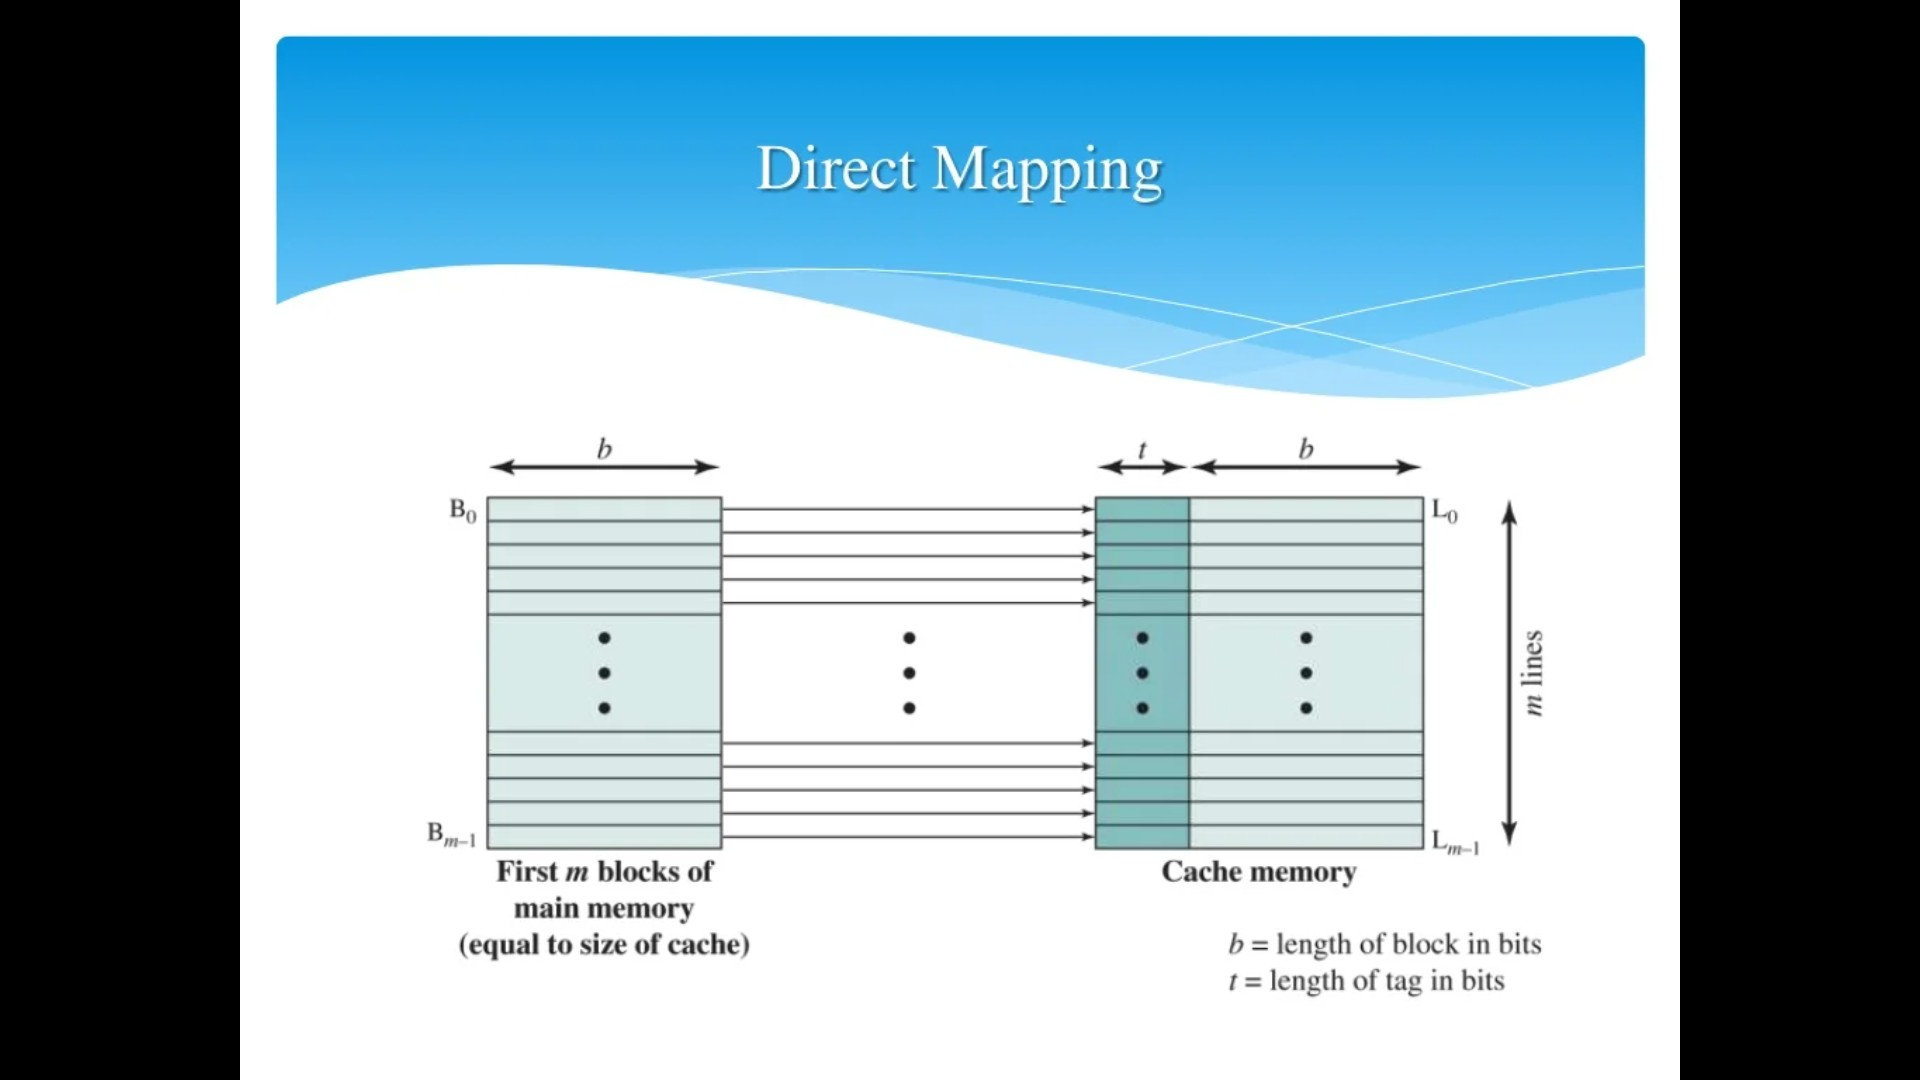 Direct Mapping
b
t
b
B0
L0
m lines
Bm–1
Lm–1
First m blocks of
main memory
(equal to size of cache)
Cache memory
b = length of block in bits
t = length of tag in bits